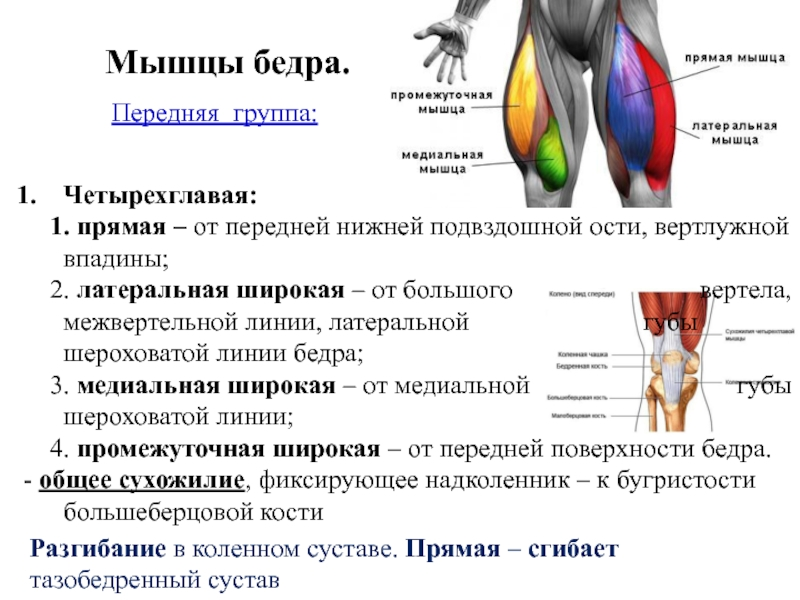 Мышцы бедра.
Передняя группа:
прямая мышца
промежуточная
мышца
латеральная
мышца
медиальная
мышца
1. Четырехглавая:
1. прямая – от передней нижней подвздошной ости, вертлужной
впадины;
2. латеральная широкая – от большого вертела,
межвертельной линии, латеральной губы
шероховатой линии бедра;
3. медиальная широкая – от медиальной губы
шероховатой линии;
4. промежуточная широкая – от передней поверхности бедра.
- общее сухожилие, фиксирующее надколенник – к бугристости
большеберцовой кости
Колено (вид спереди)
Сухожилия четырехглавой
мышцы
Коленная чашка
Бедренная кость
Большеберцовая кость
Малоберцовая кость
Разгибание в коленном суставе. Прямая – сгибает
тазобедренный сустав